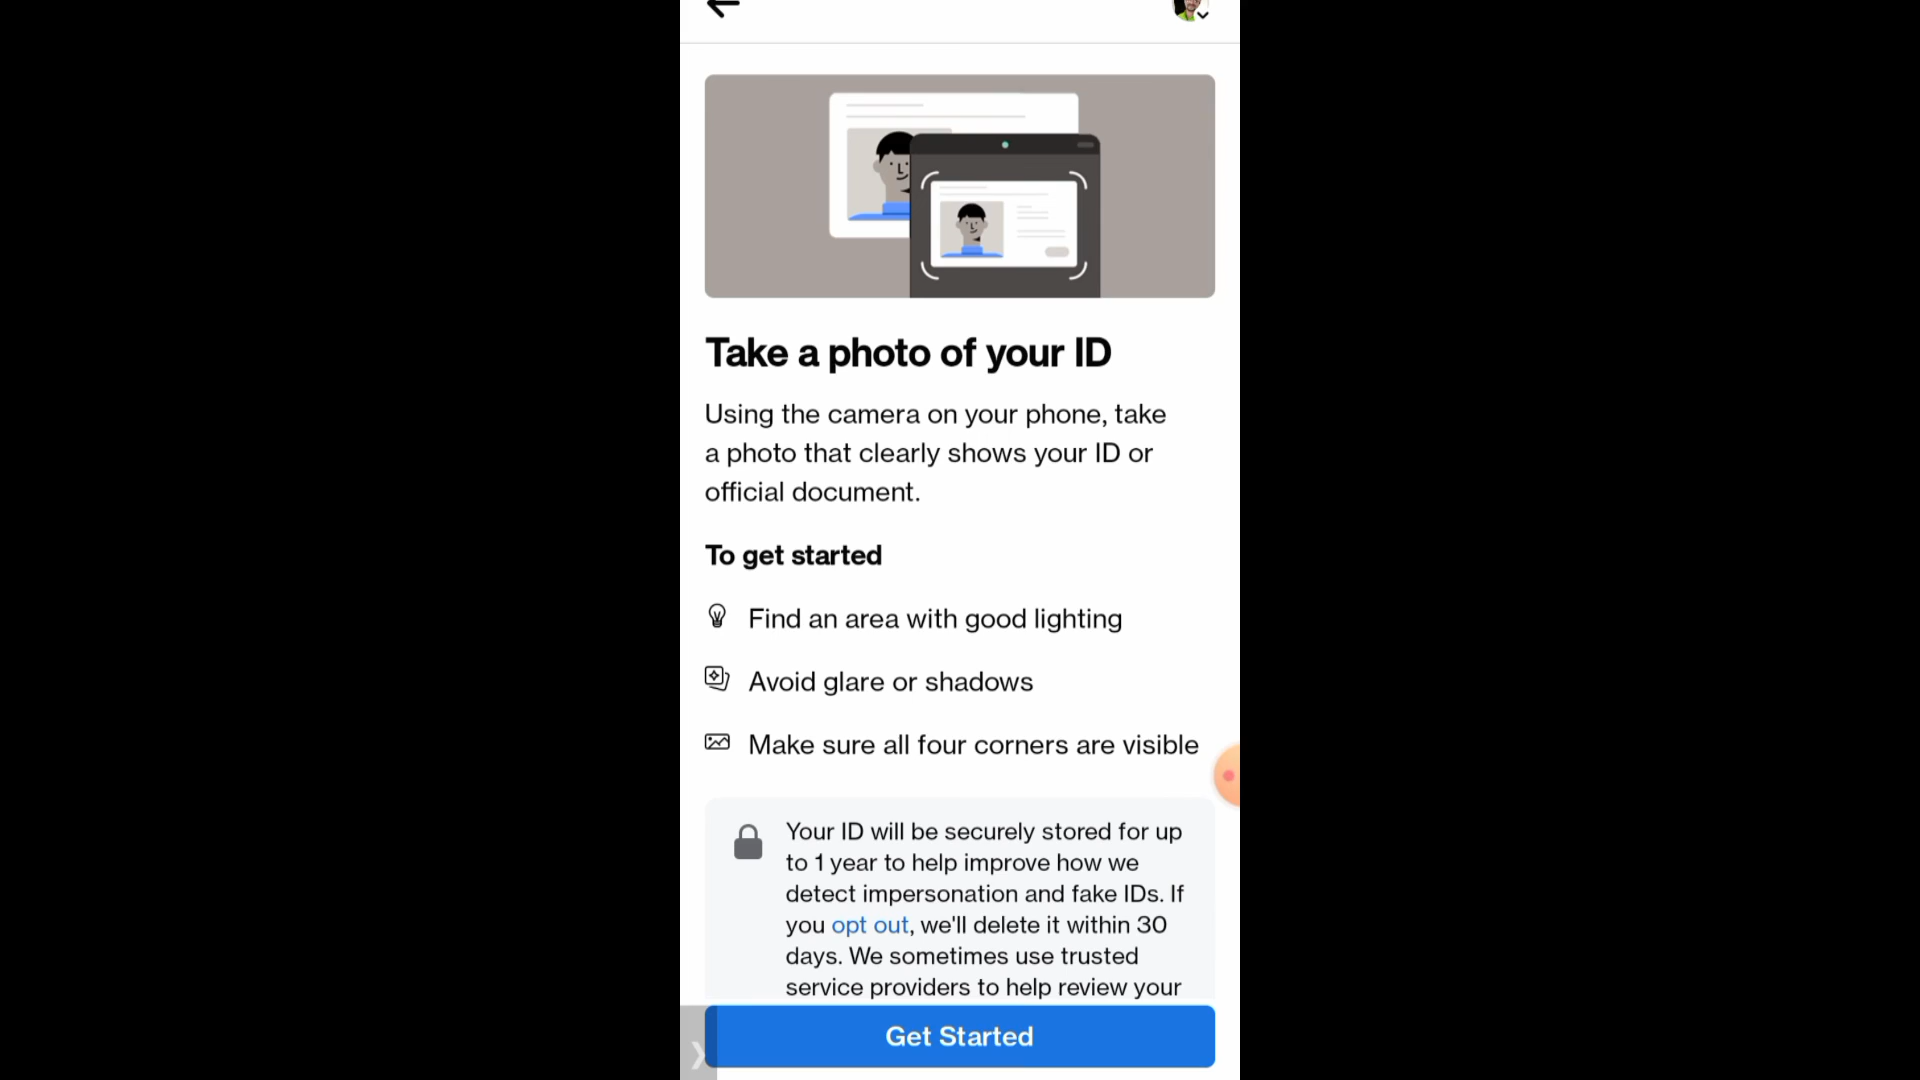 Take a photo of your ID
Using the camera on your phone, take
a photo that clearly shows your ID or
official document.
To get started
Find an area with good lighting
Avoid glare or shadows
Make sure all four corners are visible
Your ID will be securely stored for up
to 1 year to help improve how we
detect impersonation and fake IDs. If
you opt out, we'll delete it within 30
days. We sometimes use trusted
service providers to help review your
Get Started